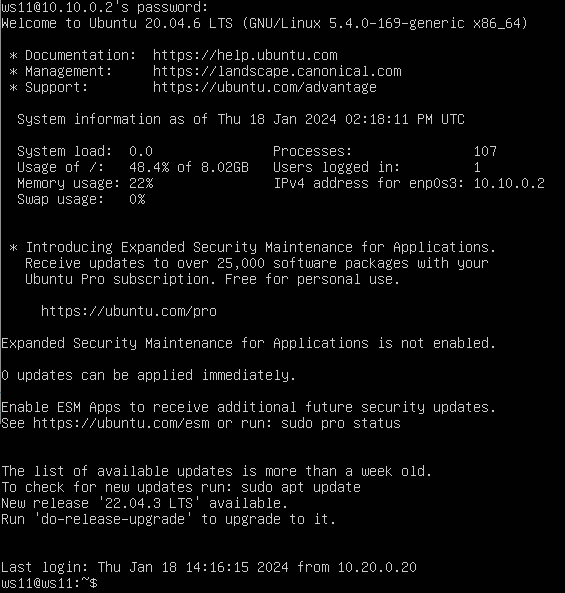 ws11@10.10.0.2's password:
Welcome to Ubuntu 20.04.6 LTS (GNU/Linux 5.4.0-169-generic x86_64)

 * Documentation:  https://help.ubuntu.com
 * Management:     https://landscape.canonical.com
 * Support:        https://ubuntu.com/advantage

  System information as of Thu 18 Jan 2024 02:18:11 PM UTC

  System load:  0.0               Processes:               107
  Usage of /:   48.4% of 8.02GB   Users logged in:         1
  Memory usage: 22%               IPv4 address for enp0s3: 10.10.0.2
  Swap usage:   0%

 * Introducing Expanded Security Maintenance for Applications.
   Receive updates to over 25,000 software packages with your
   Ubuntu Pro subscription. Free for personal use.

     https://ubuntu.com/pro

Expanded Security Maintenance for Applications is not enabled.

0 updates can be applied immediately.

Enable ESM Apps to receive additional future security updates.
See https://ubuntu.com/esm or run: sudo pro status

The list of available updates is more than a week old.
To check for new updates run: sudo apt update
New release '22.04.3 LTS' available.
Run 'do-release-upgrade' to upgrade to it.

Last login: Thu Jan 18 14:16:15 2024 from 10.20.0.20
ws11@ws11:~$